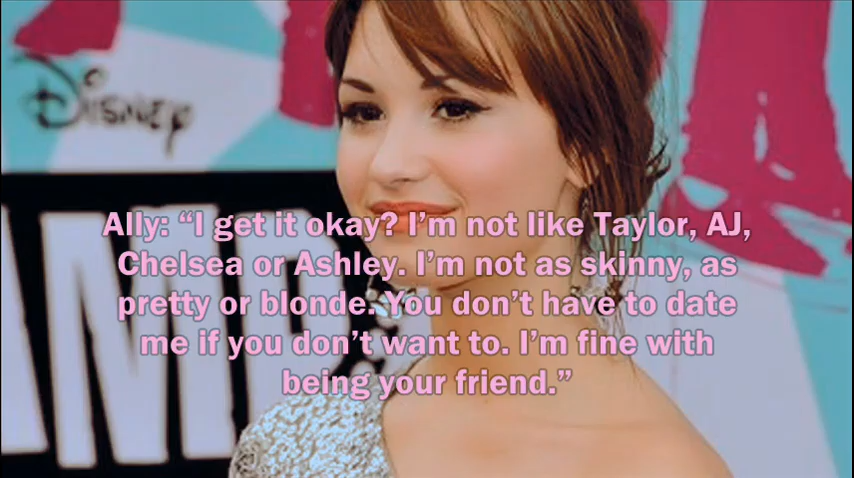 Disney
AMP
Ally: “I get it okay? I’m not like Taylor, AJ,
Chelsea or Ashley. I’m not as skinny, as
pretty or blonde. You don’t have to date
me if you don’t want to. I’m fine with
being your friend.”